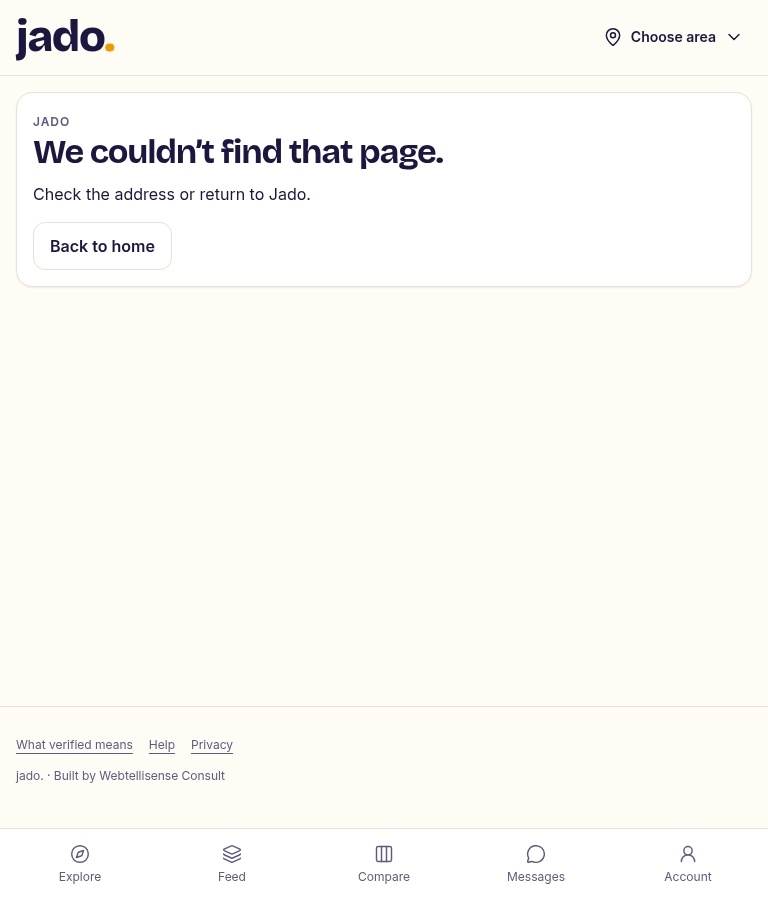 jado.
Choose area
JADO
We couldn’t find that page.
Check the address or return to Jado.
Back to home
What verified means Help Privacy
jado. · Built by Webtellisense Consult
Explore Feed Compare Messages Account